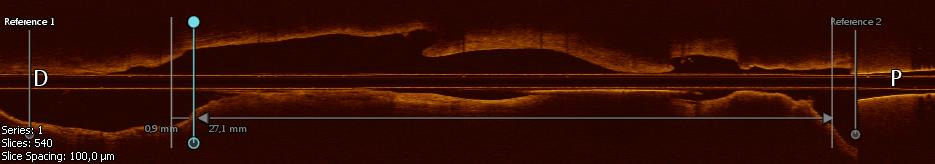 Reference 1
Reference 2
D
P
0,9 mm
27,1 mm
Series: 1
Slices: 540
Slice Spacing: 100,0 µm